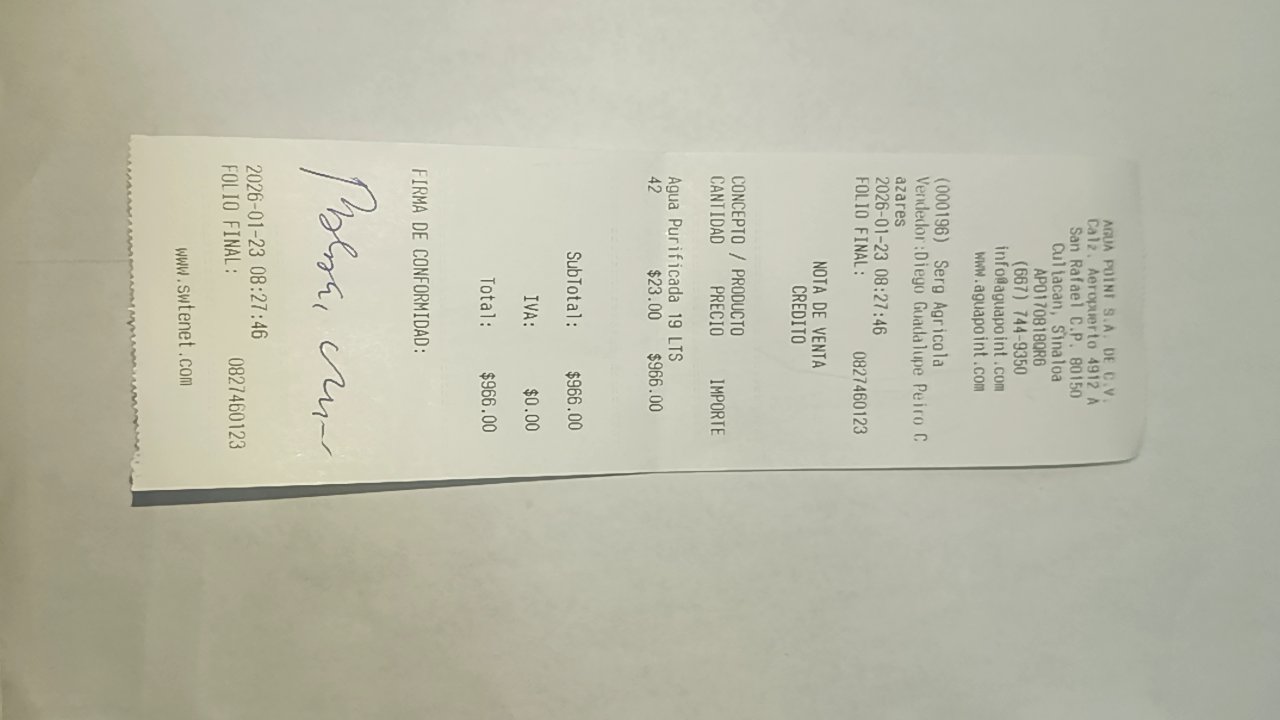 AGUA POINT S.A. DE C.V.
Calz. Aeropuerto 4912 A
San Rafael C.P. 80150
Culiacan, Sinaloa
APO170818QR6
(667) 744-9350
info@aguapoint.com
www.aguapoint.com
(000196) Serg Agricola
Vendedor:Diego Guadalupe Peiro C
azares
2026-01-23 08:27:46
FOLIO FINAL: 0827460123
NOTA DE VENTA
CREDITO
CONCEPTO / PRODUCTO
CANTIDAD PRECIO IMPORTE
Agua Purificada 19 LTS
42 $23.00 $966.00
SubTotal: $966.00
IVA: $0.00
Total: $966.00
FIRMA DE CONFORMIDAD:
2026-01-23 08:27:46
FOLIO FINAL: 0827460123
www.swtenet.com